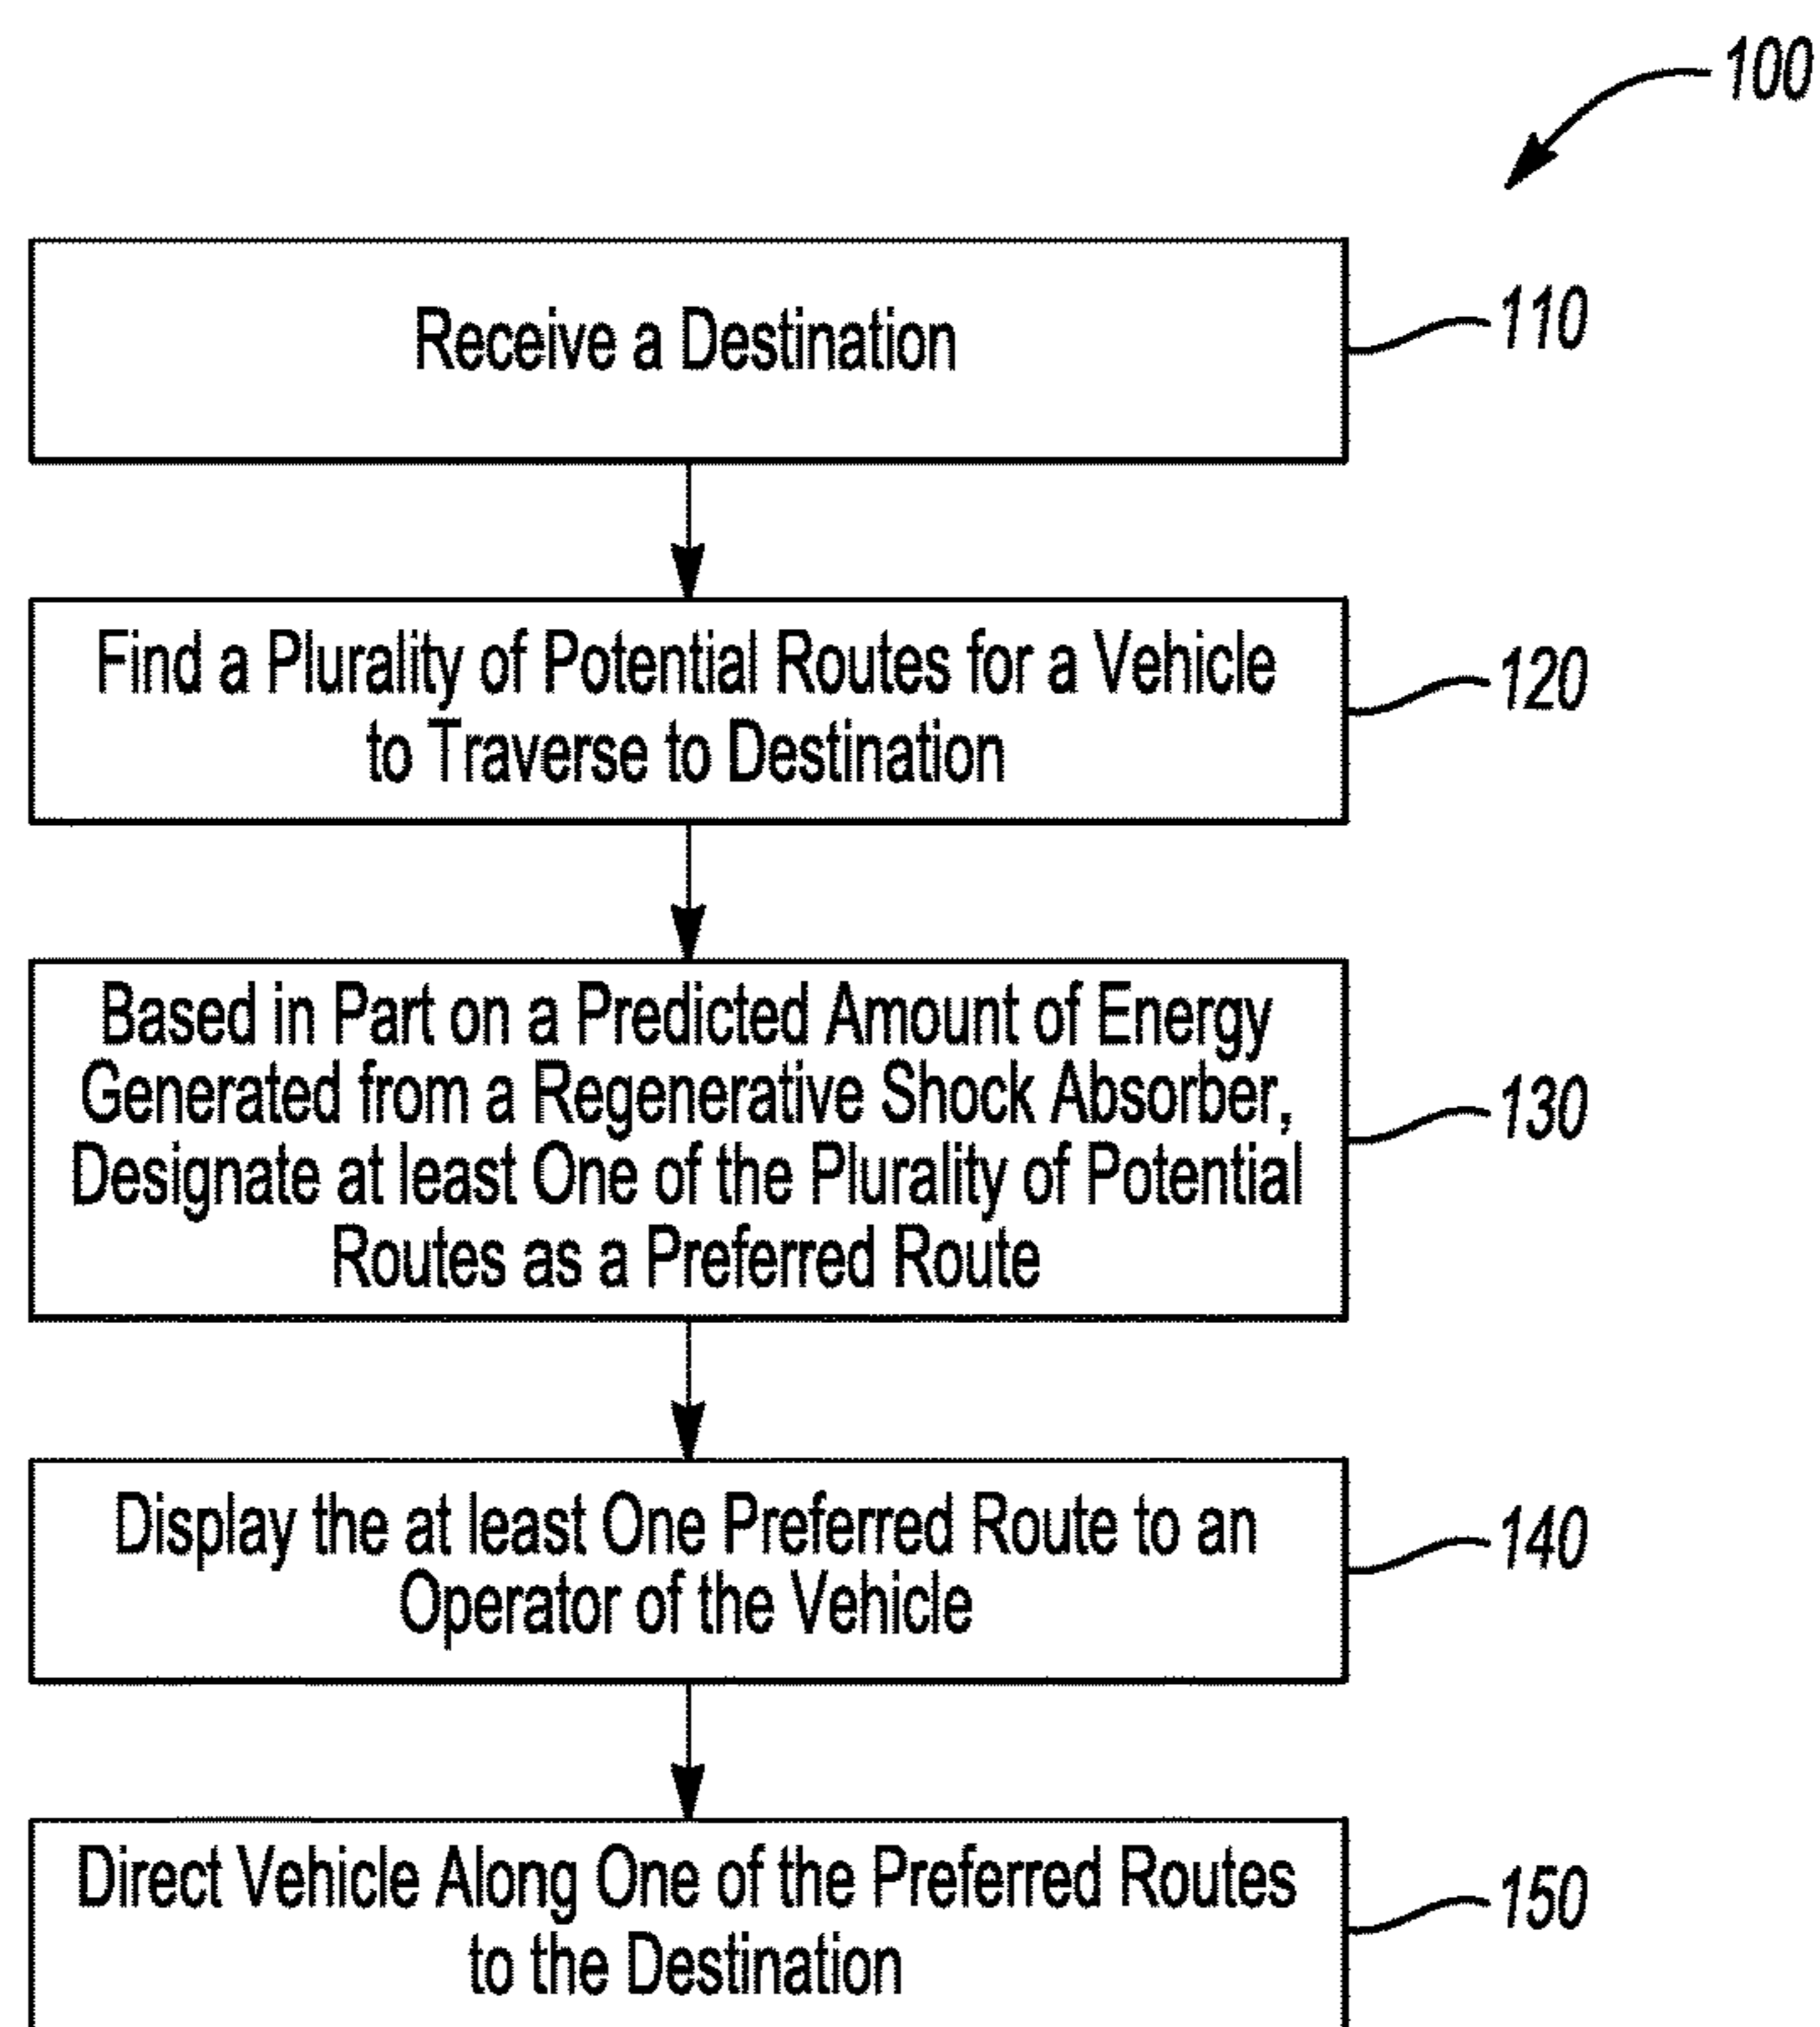 100
Receive a Destination
110
Find a Plurality of Potential Routes for a Vehicle
to Traverse to Destination
120
Based in Part on a Predicted Amount of Energy
Generated from a Regenerative Shock Absorber,
Designate at least One of the Plurality of Potential
Routes as a Preferred Route
130
Display the at least One Preferred Route to an
Operator of the Vehicle
140
Direct Vehicle Along One of the Preferred Routes
to the Destination
150